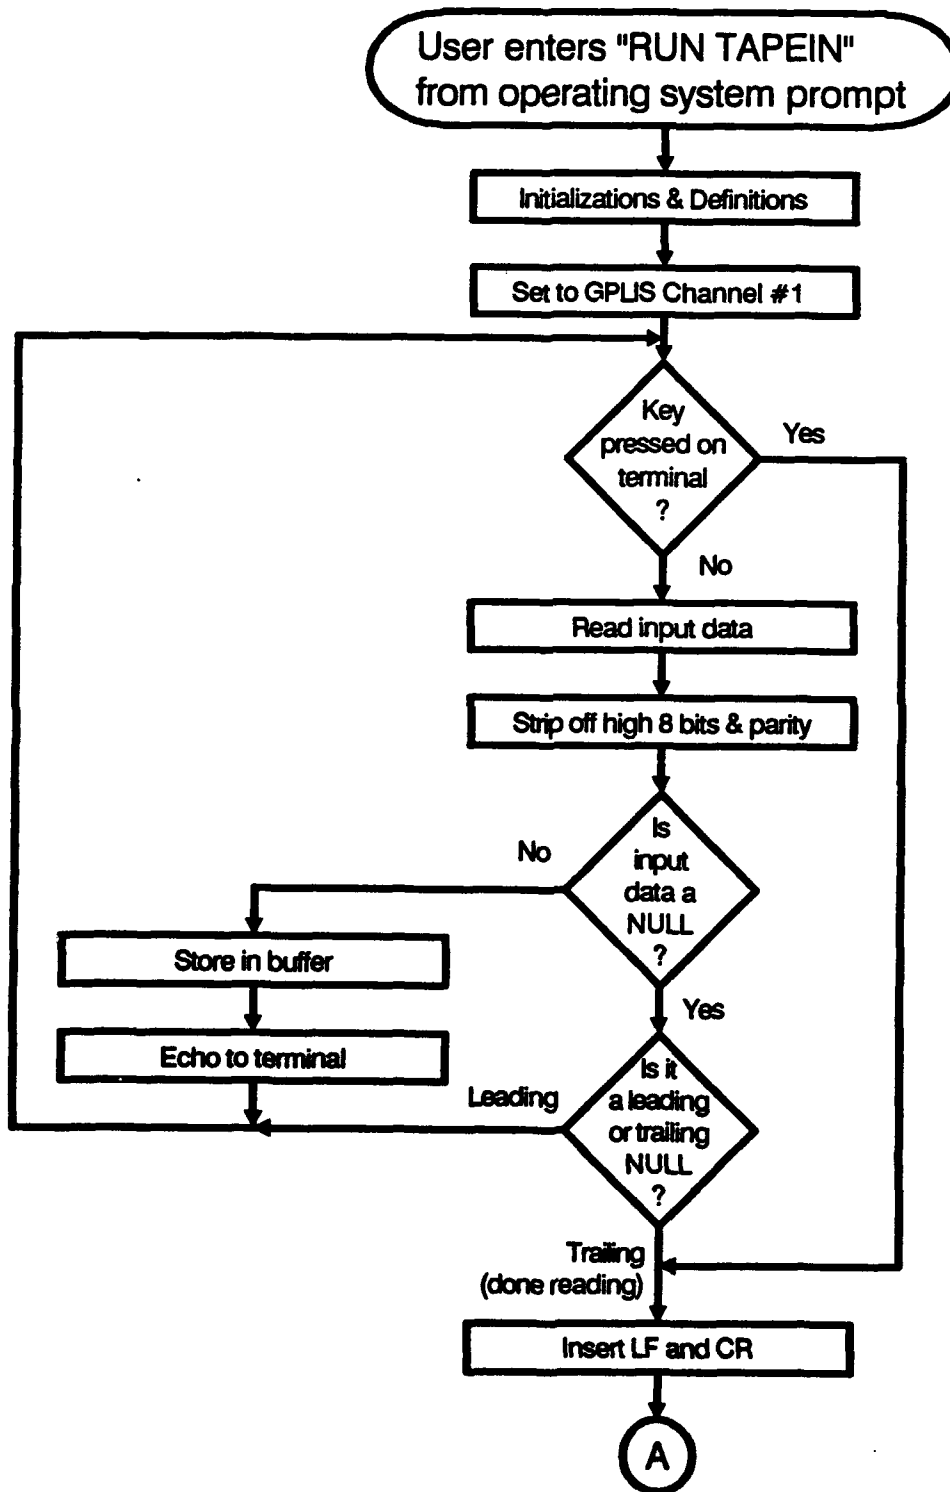 User enters "RUN TAPEIN"
from operating system prompt
Initializations & Definitions
Set to GPLIS Channel #1
Key
pressed on
terminal
?
Yes
No
Read input data
Strip off high 8 bits & parity
Is
input
data a
NULL
?
No
Store in buffer
Echo to terminal
Yes
Is it
a leading
or trailing
NULL
?
Leading
Trailing
(done reading)
Insert LF and CR
A